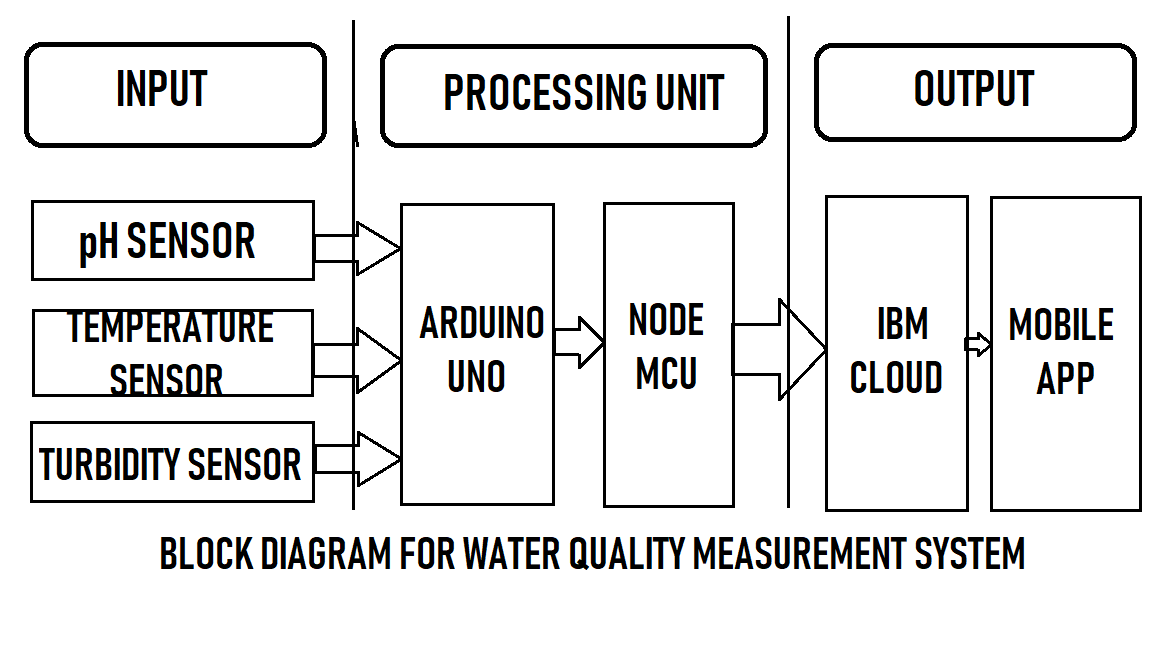 INPUT
PROCESSING UNIT
OUTPUT
pH SENSOR
TEMPERATURE
SENSOR
TURBIDITY SENSOR
ARDUINO
UNO
NODE
MCU
IBM
CLOUD
MOBILE
APP
BLOCK DIAGRAM FOR WATER QUALITY MEASUREMENT SYSTEM